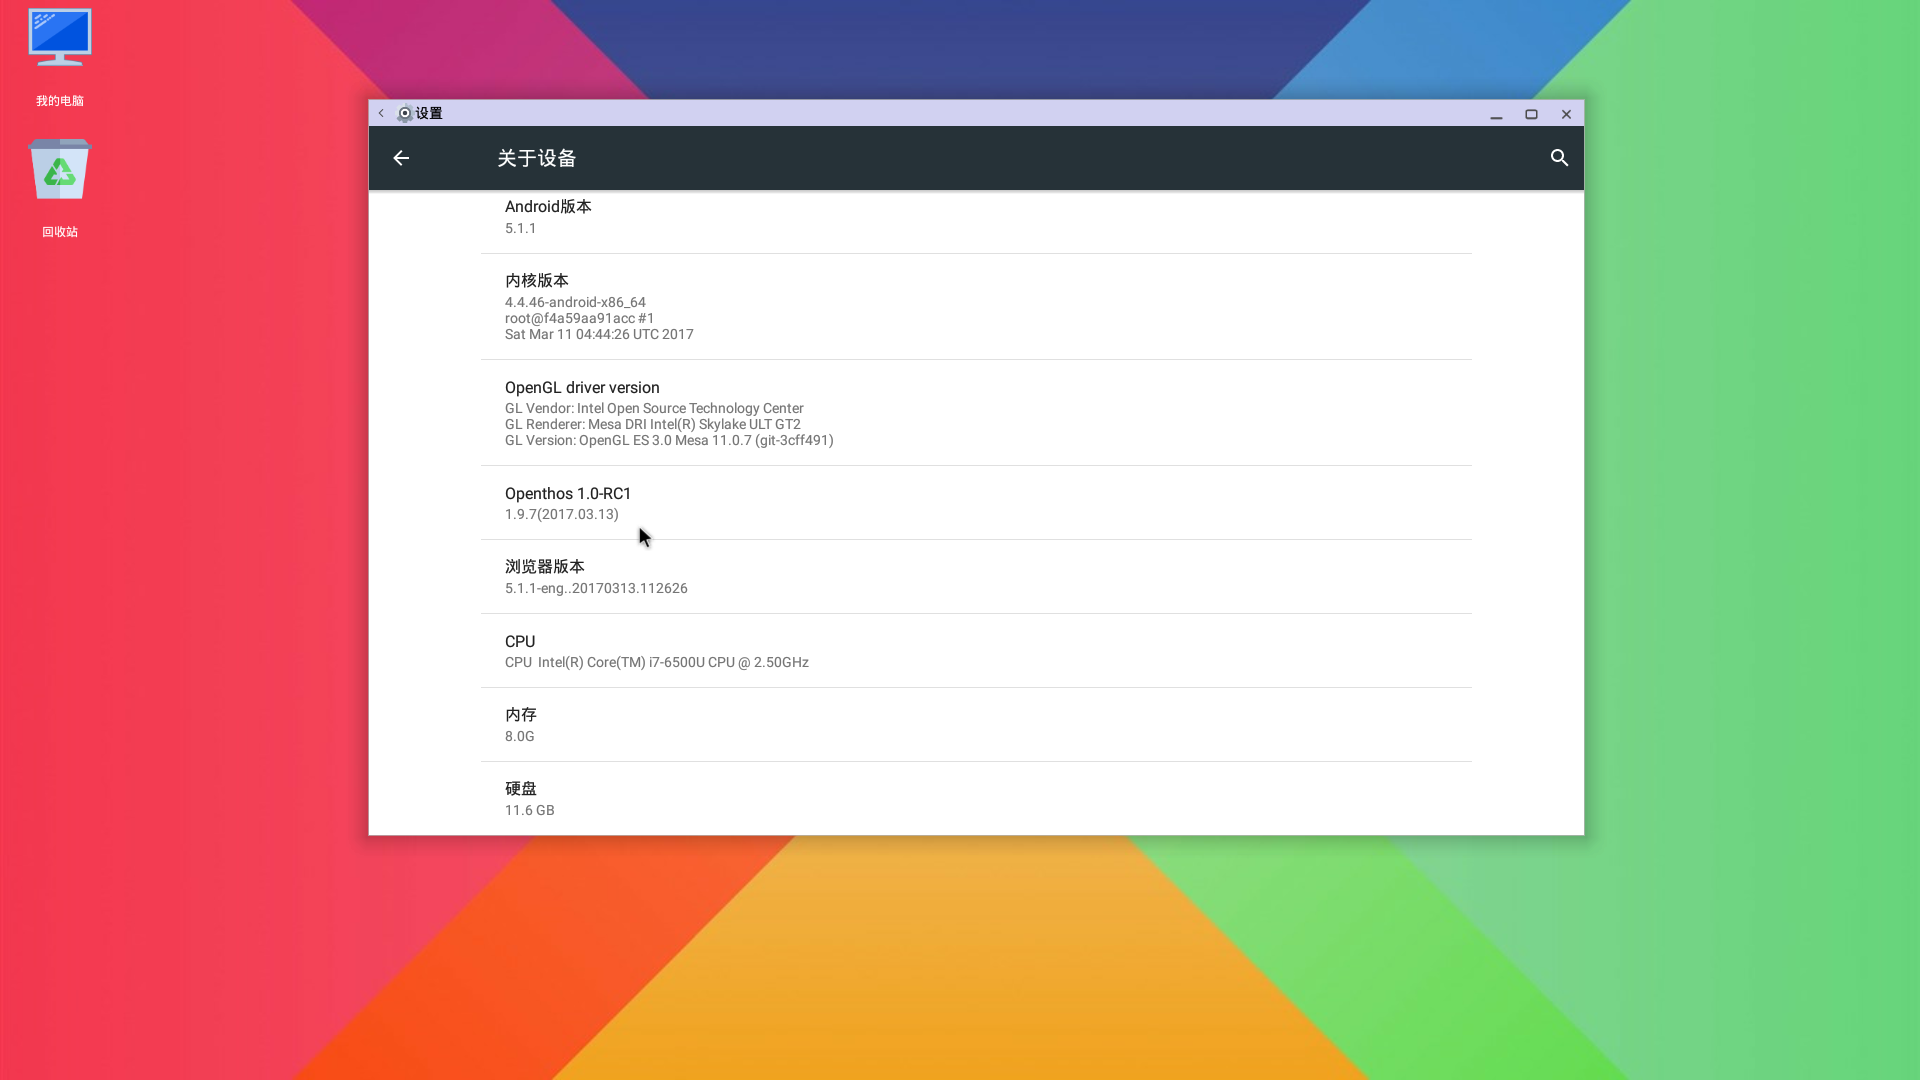 我的电脑
回收站
设置
关于设备
Android版本
5.1.1
内核版本
4.4.46-android-x86_64
root@f4a59aa91acc #1
Sat Mar 11 04:44:26 UTC 2017
OpenGL driver version
GL Vendor: Intel Open Source Technology Center
GL Renderer: Mesa DRI Intel(R) Skylake ULT GT2
GL Version: OpenGL ES 3.0 Mesa 11.0.7 (git-3cff491)
Openthos 1.0-RC1
1.9.7(2017.03.13)
浏览器版本
5.1.1-eng..20170313.112626
CPU
CPU  Intel(R) Core(TM) i7-6500U CPU @ 2.50GHz
内存
8.0G
硬盘
11.6 GB